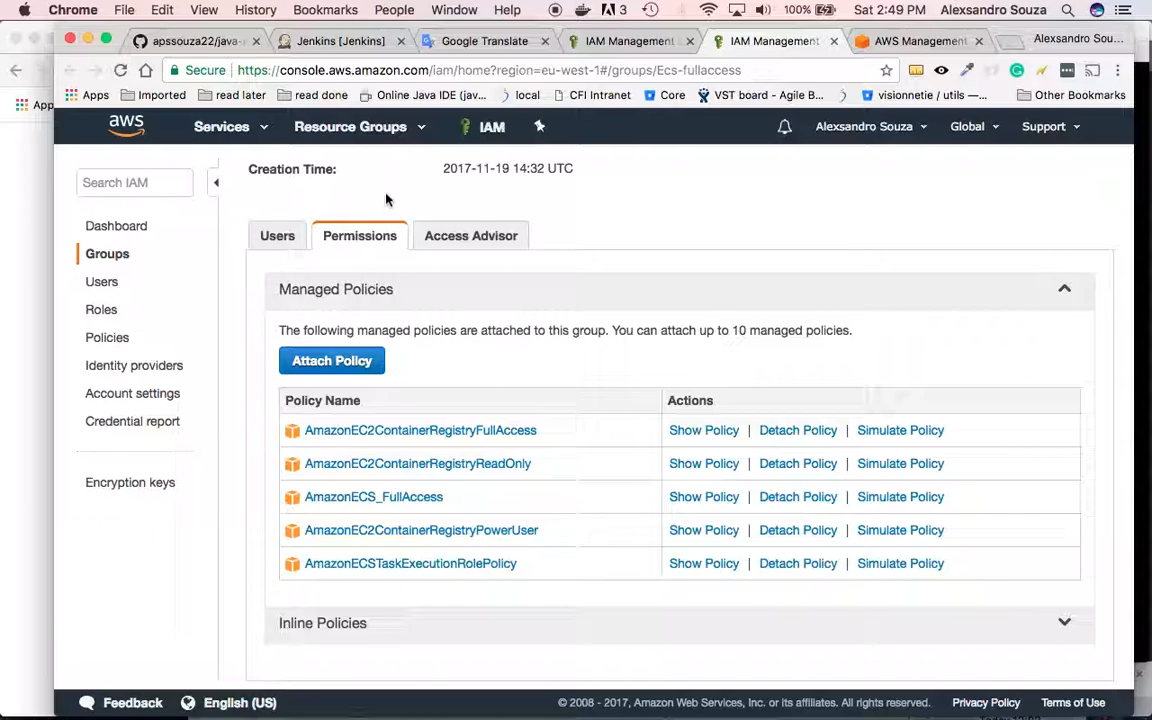 Chrome File Edit View History Bookmarks People Window Help 3 100% Sat 2:49 PM Alexsandro Souza
apssouza22/java- Jenkins [Jenkins] Google Translate IAM Management IAM Management AWS Management Alexsandro Sou...
Secure https://console.aws.amazon.com/iam/home?region=eu-west-1#/groups/Ecs-fullaccess
App Apps Imported read later read done Online Java IDE (jav... local CFI Intranet Core VST board - Agile B... visionnetie / utils —... Other Bookmarks
aws Services Resource Groups IAM Alexsandro Souza Global Support
Creation Time: 2017-11-19 14:32 UTC
Search IAM
Dashboard
Groups
Users
Roles
Policies
Identity providers
Account settings
Credential report
Encryption keys
Users Permissions Access Advisor
Managed Policies
The following managed policies are attached to this group. You can attach up to 10 managed policies.
Attach Policy
Policy Name Actions
AmazonEC2ContainerRegistryFullAccess Show Policy | Detach Policy | Simulate Policy
AmazonEC2ContainerRegistryReadOnly Show Policy | Detach Policy | Simulate Policy
AmazonECS_FullAccess Show Policy | Detach Policy | Simulate Policy
AmazonEC2ContainerRegistryPowerUser Show Policy | Detach Policy | Simulate Policy
AmazonECSTaskExecutionRolePolicy Show Policy | Detach Policy | Simulate Policy
Inline Policies
Feedback English (US) © 2008 - 2017, Amazon Web Services, Inc. or its affiliates. All rights reserved. Privacy Policy Terms of Use